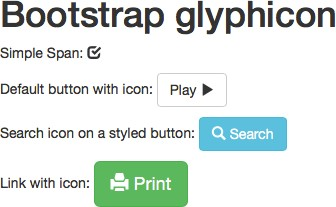 Bootstrap glyphicon
Simple Span:
Default button with icon: Play
Search icon on a styled button: Search
Link with icon: Print